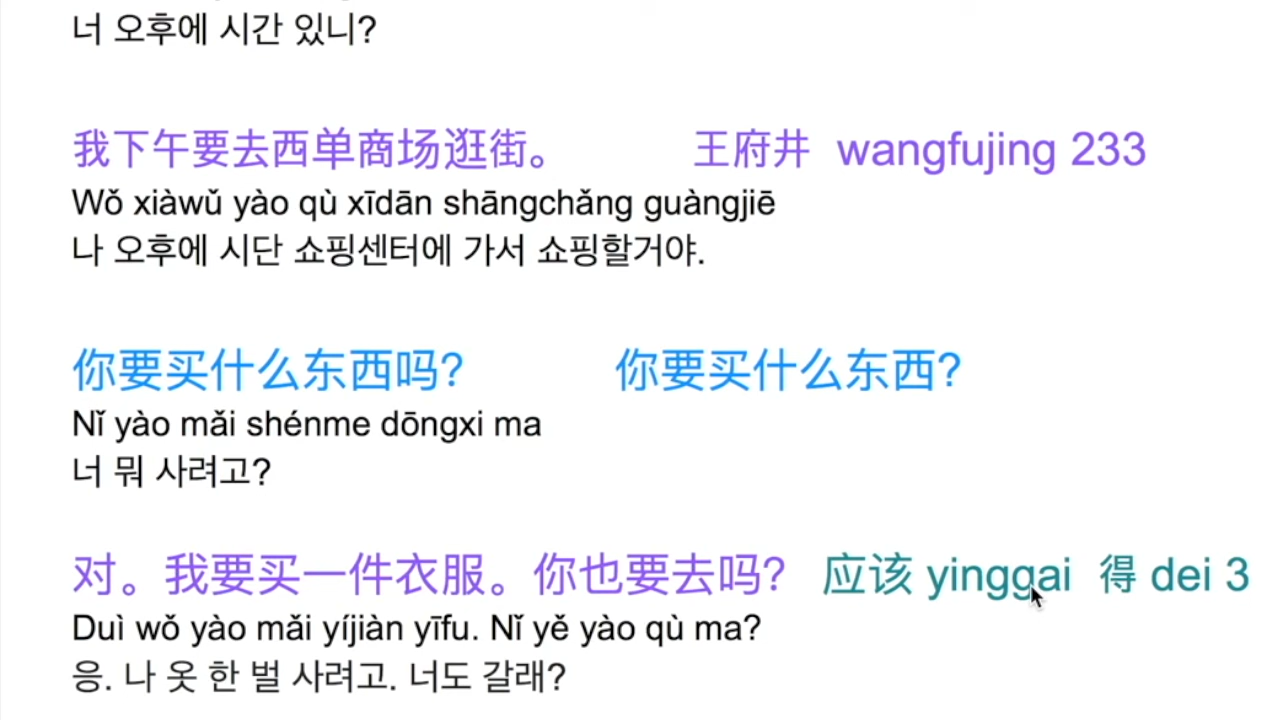 너 오후에 시간 있니?
我下午要去西单商场逛街。 王府井 wangfujing 233
Wǒ xiàwǔ yào qù xīdān shāngchǎng guàngjiē
나 오후에 시단 쇼핑센터에 가서 쇼핑할거야.
你要买什么东西吗? 你要买什么东西?
Nǐ yào mǎi shénme dōngxi ma
너 뭐 사려고?
对。我要买一件衣服。你也要去吗? 应该 yinggai 得 dei 3
Duì wǒ yào mǎi yíjiàn yīfu. Nǐ yě yào qù ma?
응. 나 옷 한 벌 사려고. 너도 갈래?